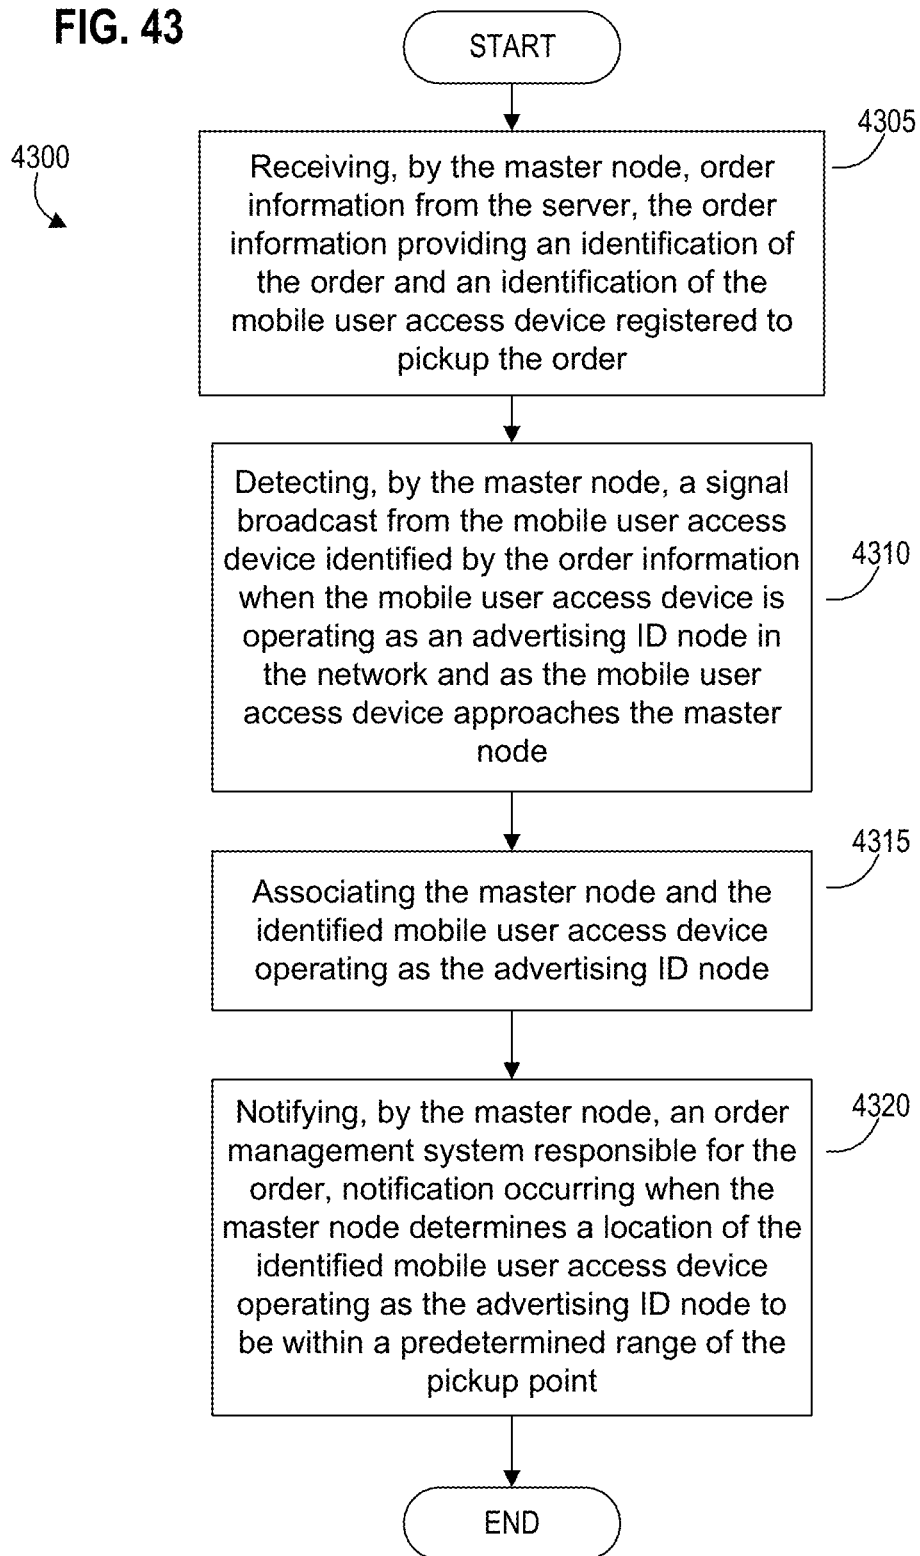 FIG. 43
START
4300
4305
Receiving, by the master node, order
information from the server, the order
information providing an identification of
the order and an identification of the
mobile user access device registered to
pickup the order
4310
Detecting, by the master node, a signal
broadcast from the mobile user access
device identified by the order information
when the mobile user access device is
operating as an advertising ID node in
the network and as the mobile user
access device approaches the master
node
4315
Associating the master node and the
identified mobile user access device
operating as the advertising ID node
4320
Notifying, by the master node, an order
management system responsible for the
order, notification occurring when the
master node determines a location of the
identified mobile user access device
operating as the advertising ID node to
be within a predetermined range of the
pickup point
END